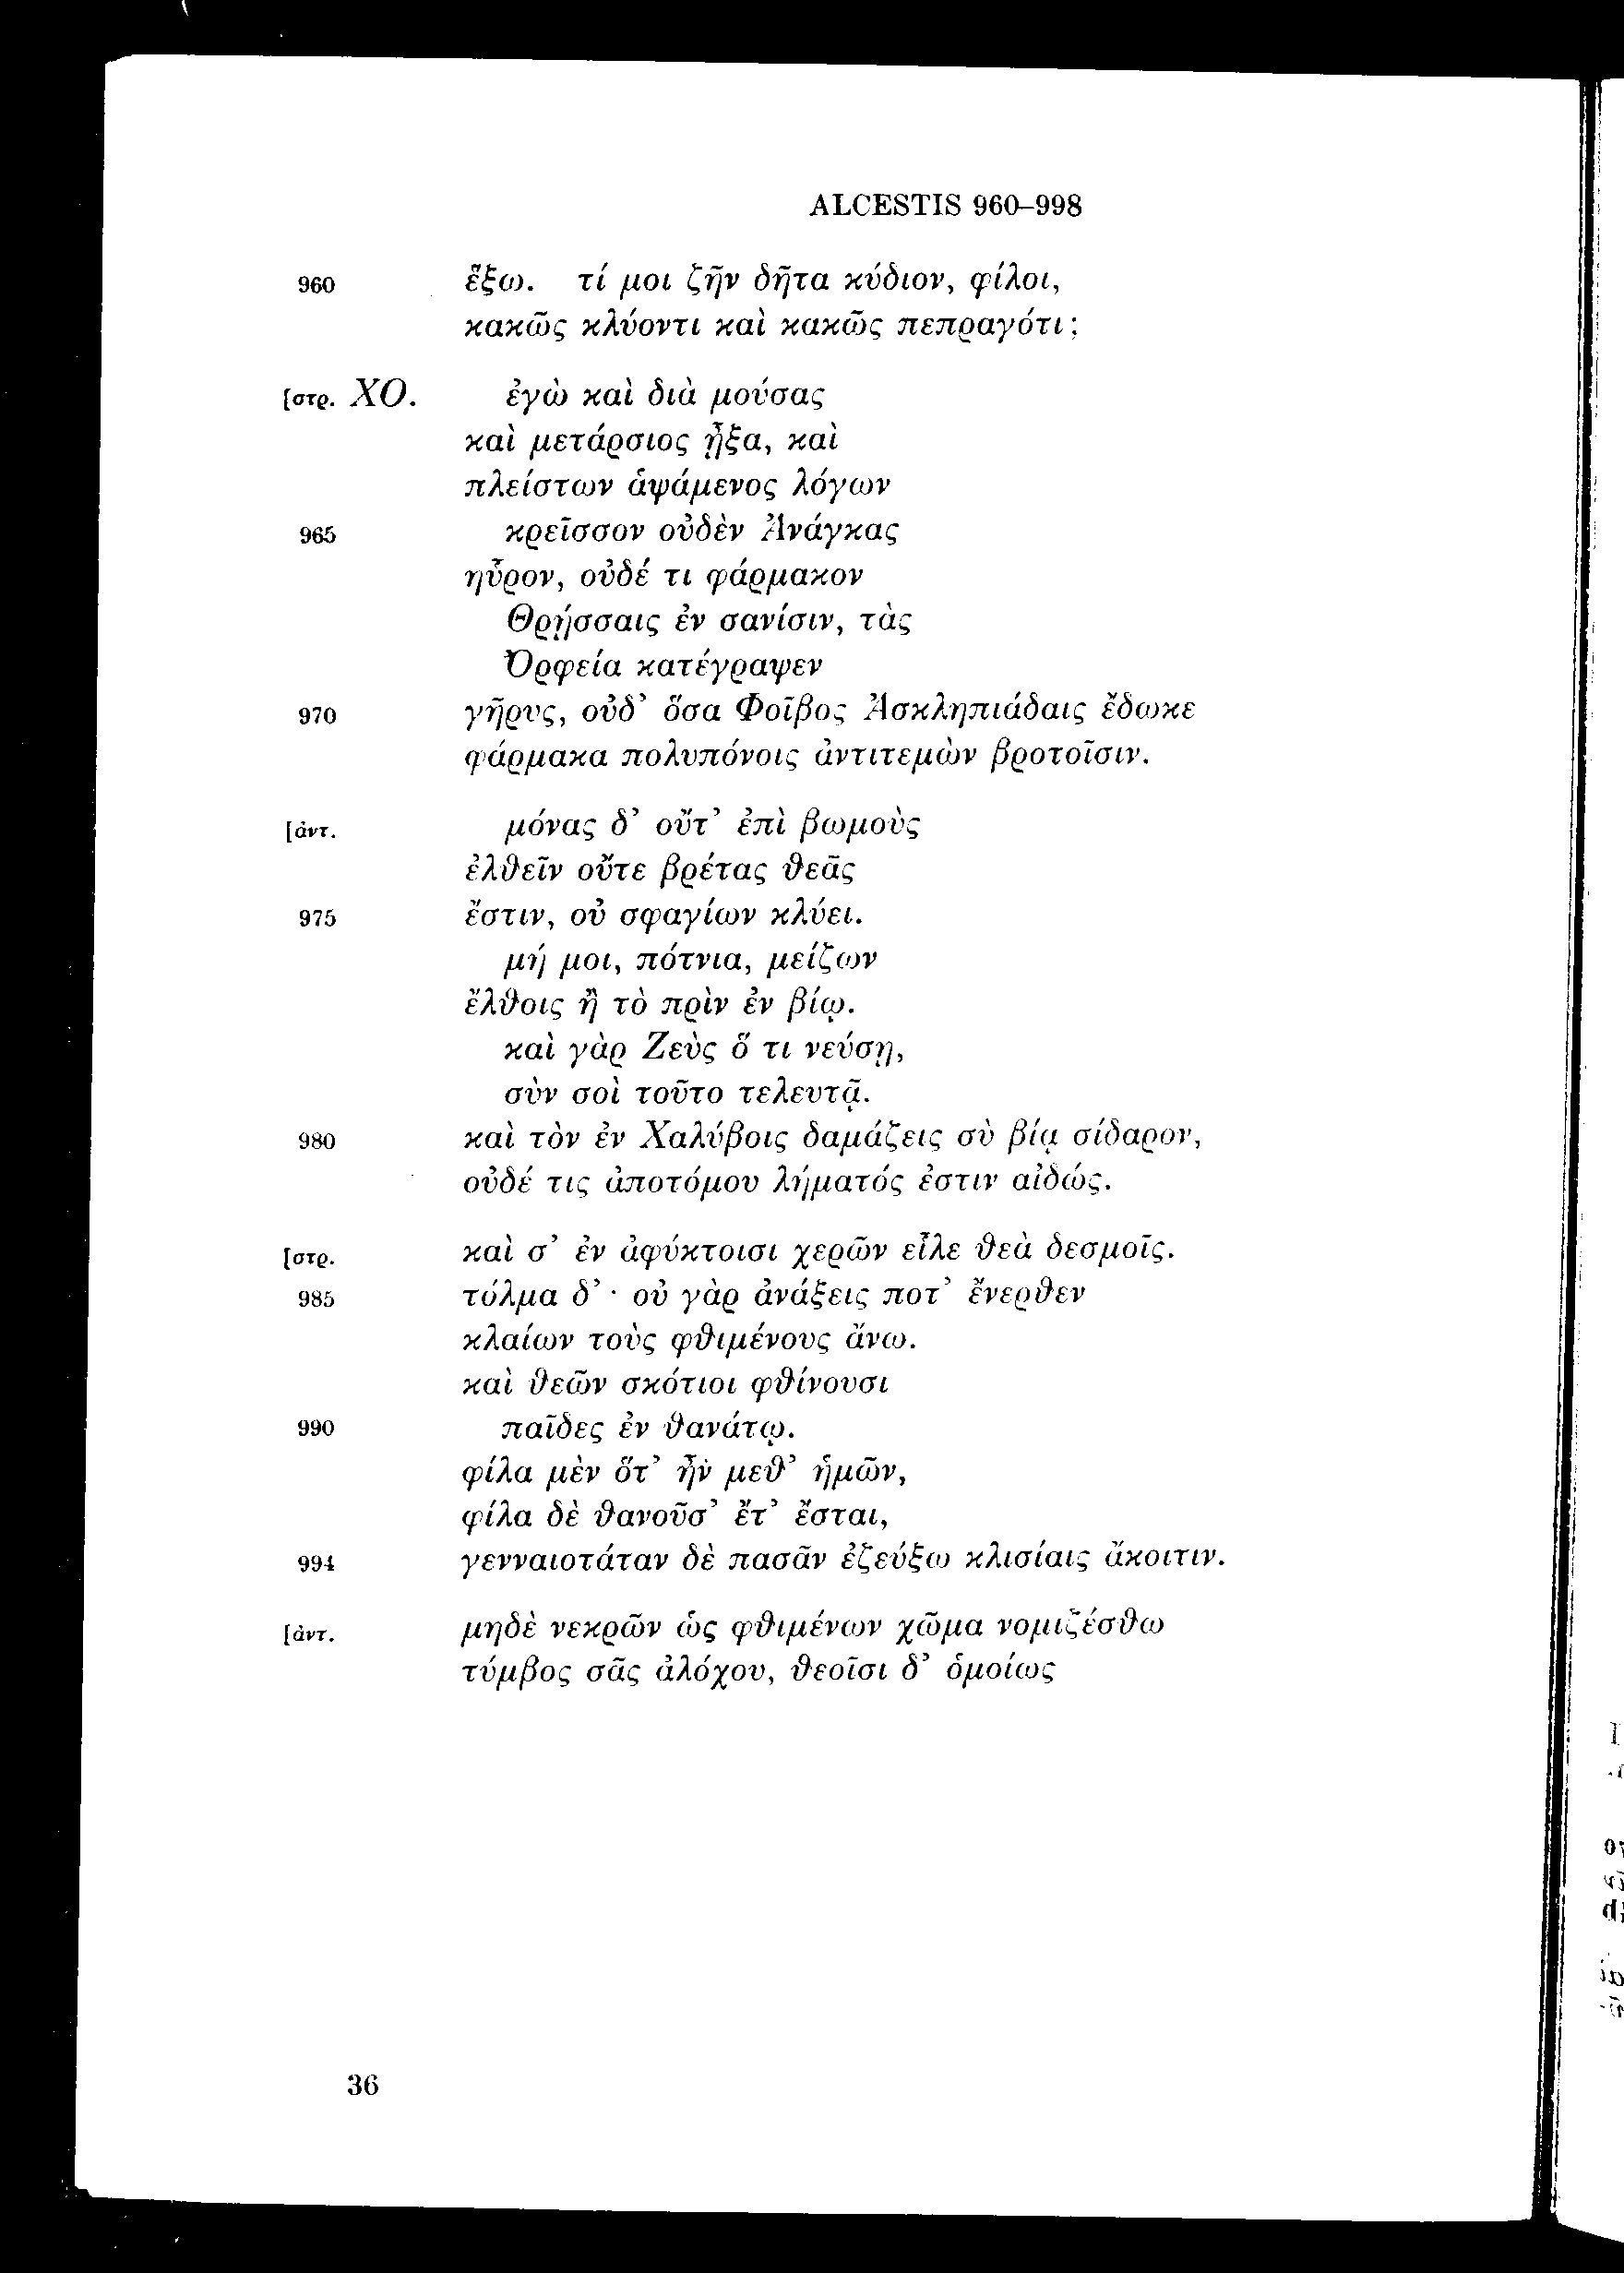 ALCESTIS 960–998
960 ἕξω. τί μοι ζῆν δῆτα κύδιον, φίλοι,
κακῶς κλύοντι καὶ κακῶς πεπραγότι;
[στρ. ΧΟ. ἐγὼ καὶ διὰ μούσας
καὶ μετάρσιος ᾖξα, καὶ
πλείστων ἁψάμενος λόγων
965 κρεῖσσον οὐδὲν Ἀνάγκας
ηὗρον, οὐδέ τι φάρμακον
Θρῄσσαις ἐν σανίσιν, τὰς
Ὀρφεία κατέγραψεν
970 γῆρυς, οὐδ’ ὅσα Φοῖβος Ἀσκληπιάδαις ἔδωκε
φάρμακα πολυπόνοις ἀντιτεμὼν βροτοῖσιν.
[ἀντ. μόνας δ’ οὔτ’ ἐπὶ βωμοὺς
ἐλθεῖν οὔτε βρέτας θεᾶς
975 ἔστιν, οὐ σφαγίων κλύει.
μή μοι, πότνια, μείζων
ἔλθοις ἢ τὸ πρὶν ἐν βίῳ.
καὶ γὰρ Ζεὺς ὅ τι νεύσῃ,
σὺν σοὶ τοῦτο τελευτᾷ.
980 καὶ τὸν ἐν Χαλύβοις δαμάζεις σὺ βίᾳ σίδαρον,
οὐδέ τις ἀποτόμου λήματός ἐστιν αἰδώς.
[στρ. καὶ σ’ ἐν ἀφύκτοισι χερῶν εἷλε θεὰ δεσμοῖς.
985 τόλμα δ’ · οὐ γὰρ ἀνάξεις ποτ’ ἔνερθεν
κλαίων τοὺς φθιμένους ἄνω.
καὶ θεῶν σκότιοι φθίνουσι
990 παῖδες ἐν θανάτῳ.
φίλα μὲν ὅτ’ ἦν μεθ’ ἡμῶν,
φίλα δὲ θανοῦσ’ ἔτ’ ἔσται,
994 γενναιοτάταν δὲ πασᾶν ἐζεύξω κλισίαις ἄκοιτιν.
[ἀντ. μηδὲ νεκρῶν ὡς φθιμένων χῶμα νομιζέσθω
τύμβος σᾶς ἀλόχου, θεοῖσι δ’ ὁμοίως
36